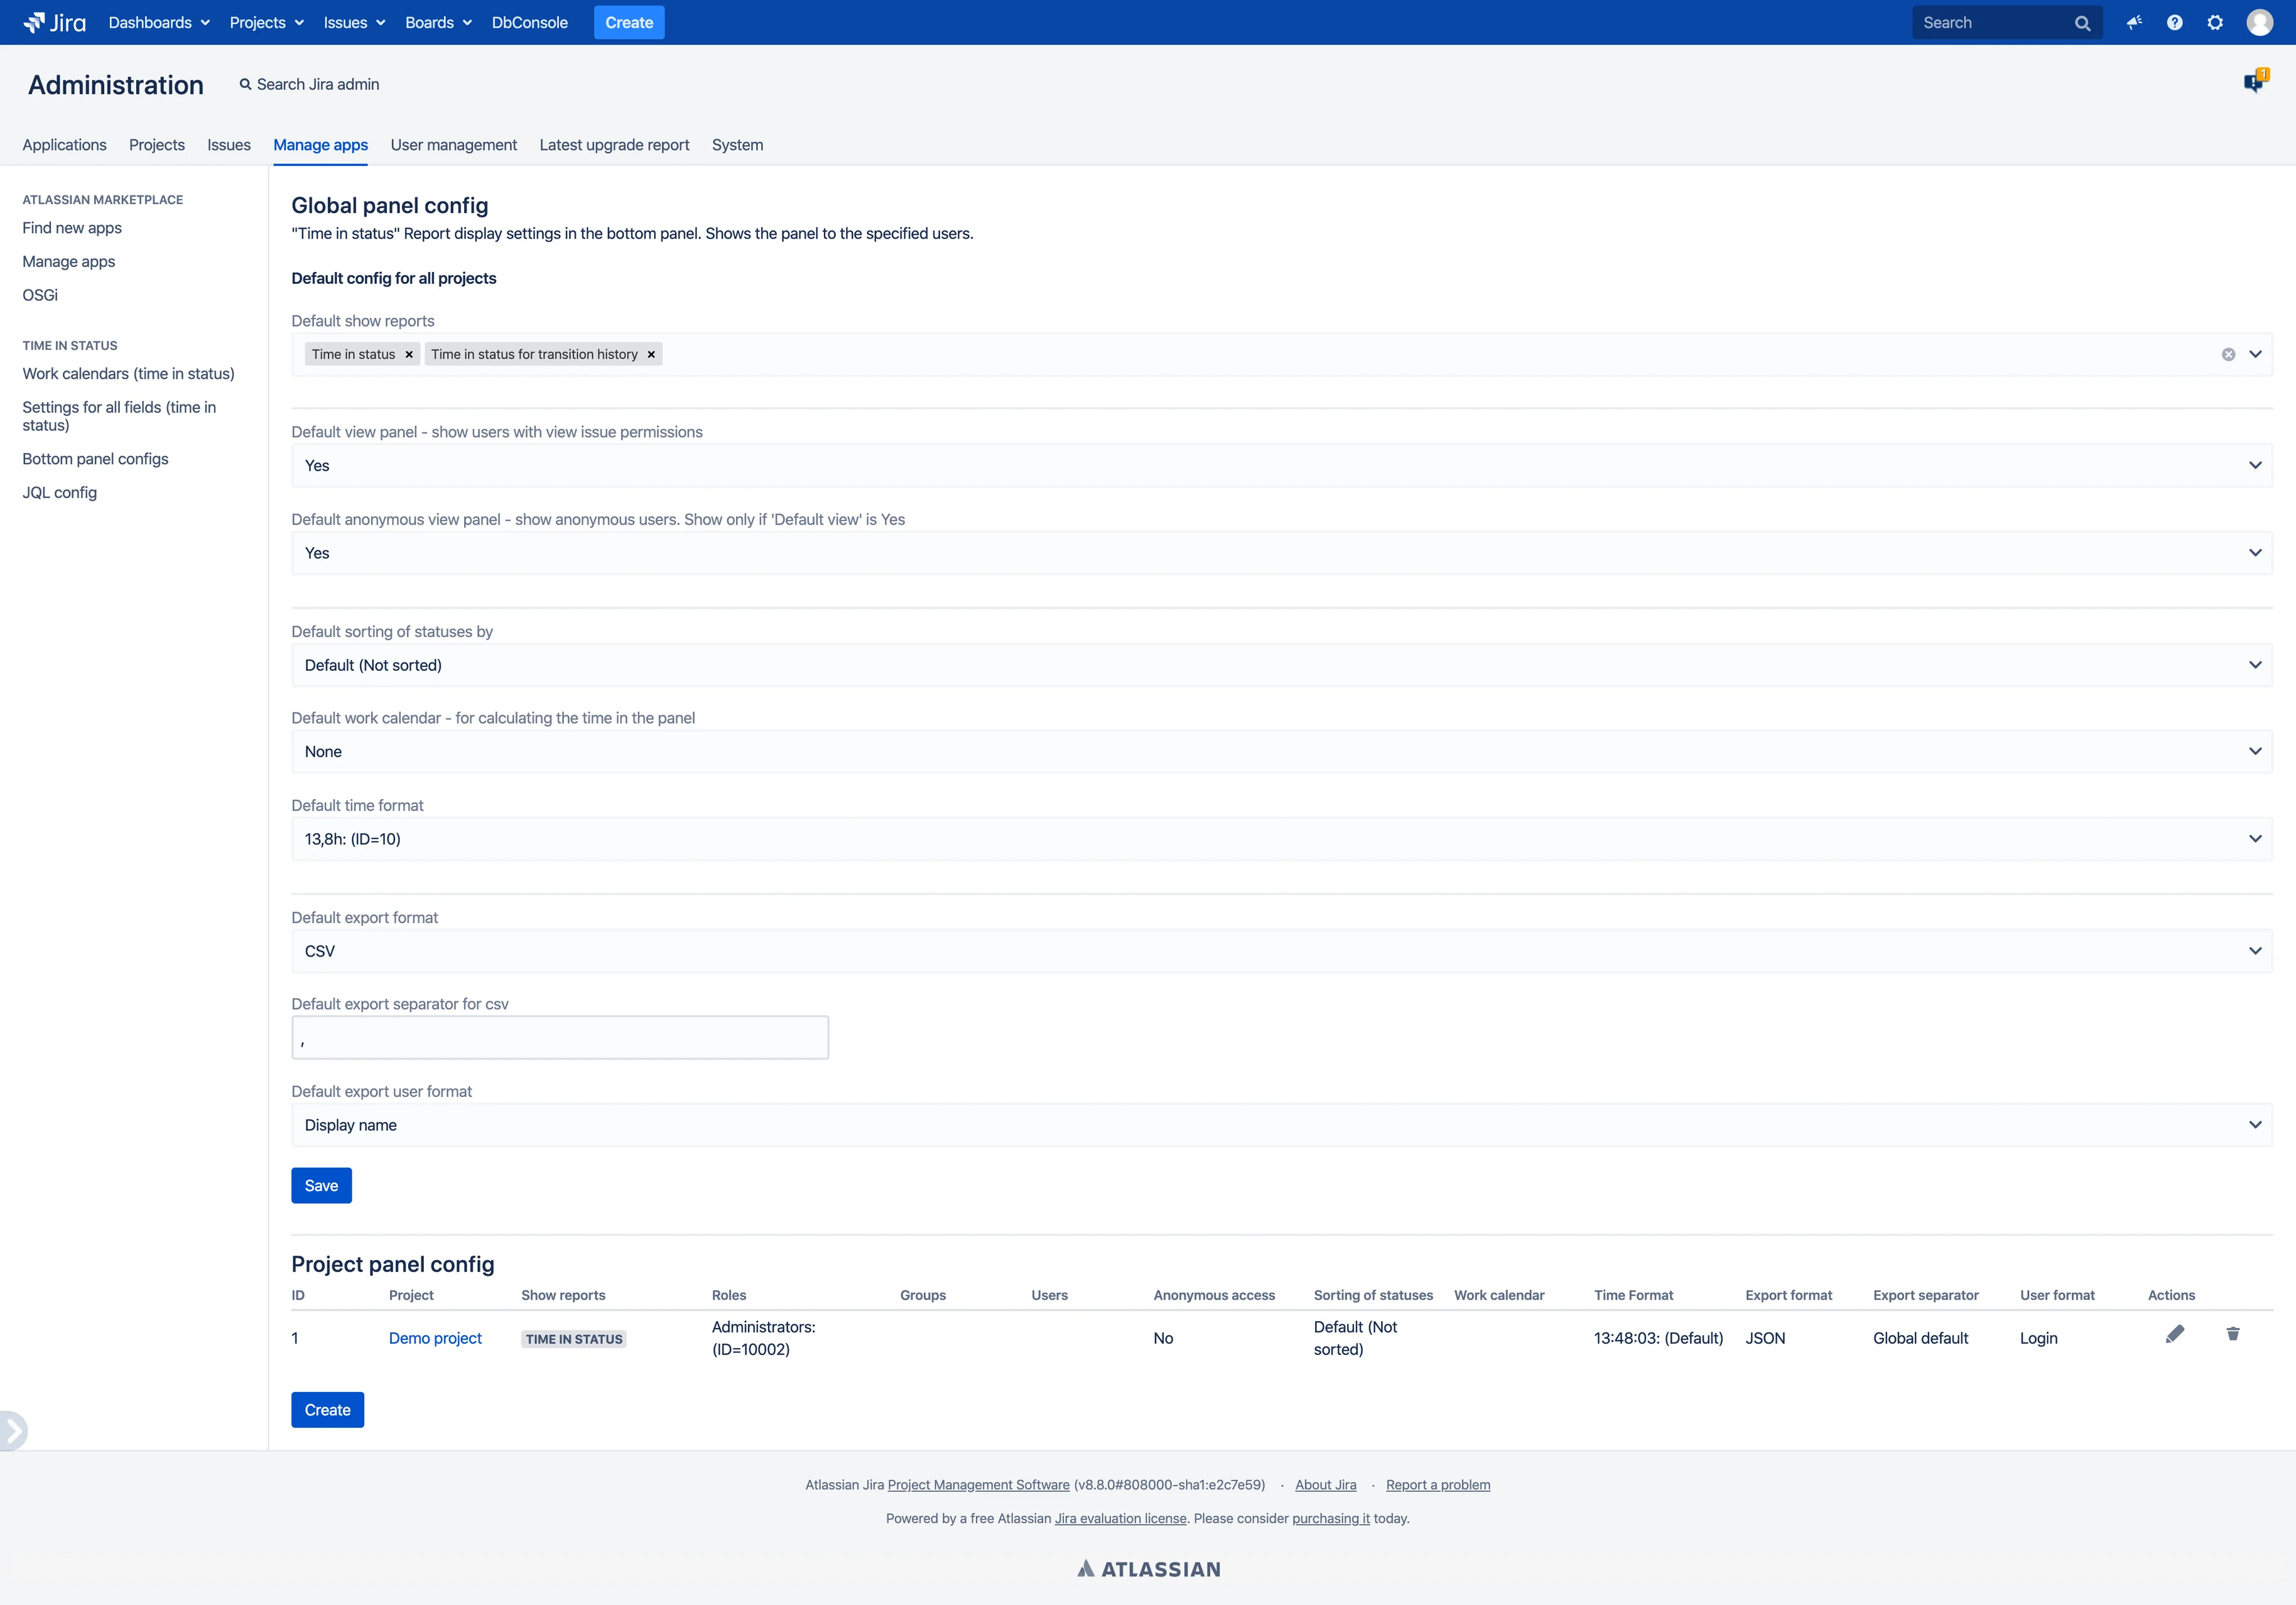 Jira Dashboards Projects Issues Boards DbConsole Create Search
Administration Search Jira admin 1
Applications Projects Issues Manage apps User management Latest upgrade report System
ATLASSIAN MARKETPLACE
Find new apps
Manage apps
OSGi
TIME IN STATUS
Work calendars (time in status)
Settings for all fields (time in
status)
Bottom panel configs
JQL config
Global panel config
"Time in status" Report display settings in the bottom panel. Shows the panel to the specified users.
Default config for all projects
Default show reports
Time in status × Time in status for transition history ×
Default view panel - show users with view issue permissions
Yes
Default anonymous view panel - show anonymous users. Show only if 'Default view' is Yes
Yes
Default sorting of statuses by
Default (Not sorted)
Default work calendar - for calculating the time in the panel
None
Default time format
13,8h: (ID=10)
Default export format
CSV
Default export separator for csv
,
Default export user format
Display name
Save
Project panel config
ID Project Show reports Roles Groups Users Anonymous access Sorting of statuses Work calendar Time Format Export format Export separator User format Actions
1 Demo project TIME IN STATUS Administrators: No Default (Not 13:48:03: (Default) JSON Global default Login
(ID=10002) sorted)
Create
Atlassian Jira Project Management Software (v8.8.0#808000-sha1:e2c7e59) · About Jira · Report a problem
Powered by a free Atlassian Jira evaluation license. Please consider purchasing it today.
ATLASSIAN